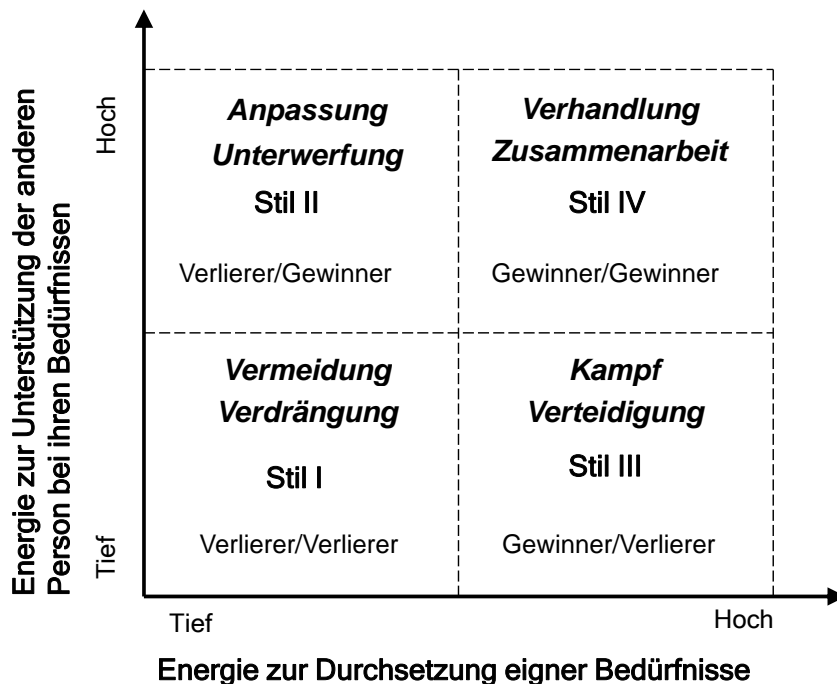 Energie zur Unterstützung der anderen
Person bei ihren Bedürfnissen
Hoch
Tief
Anpassung
Unterwerfung
Stil II
Verlierer/Gewinner
Verhandlung
Zusammenarbeit
Stil IV
Gewinner/Gewinner
Vermeidung
Verdrängung
Stil I
Verlierer/Verlierer
Kampf
Verteidigung
Stil III
Gewinner/Verlierer
Tief
Hoch
Energie zur Durchsetzung eigner Bedürfnisse